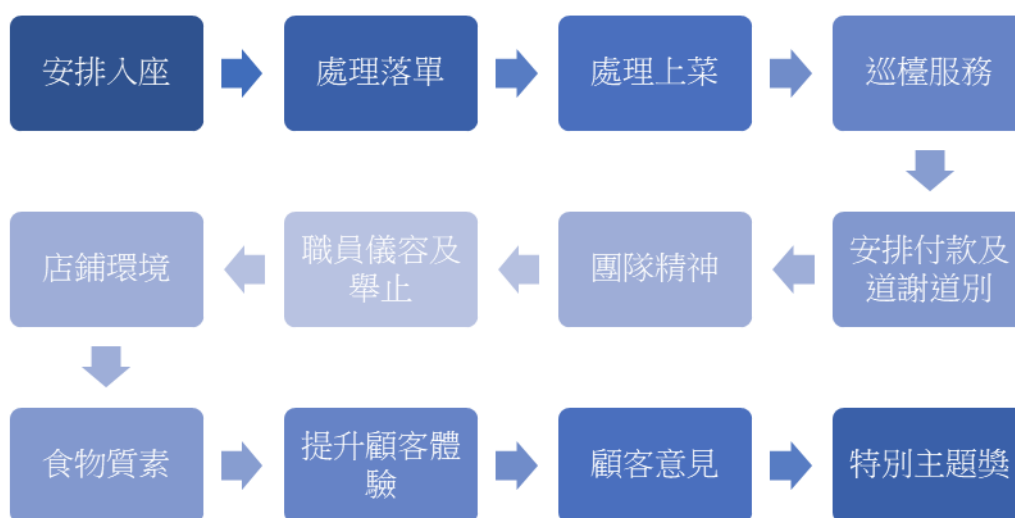 安排入座
處理落單
處理上菜
巡檯服務
安排付款及
道謝道別
團隊精神
職員儀容及
舉止
店鋪環境
食物質素
提升顧客體
驗
顧客意見
特別主題獎